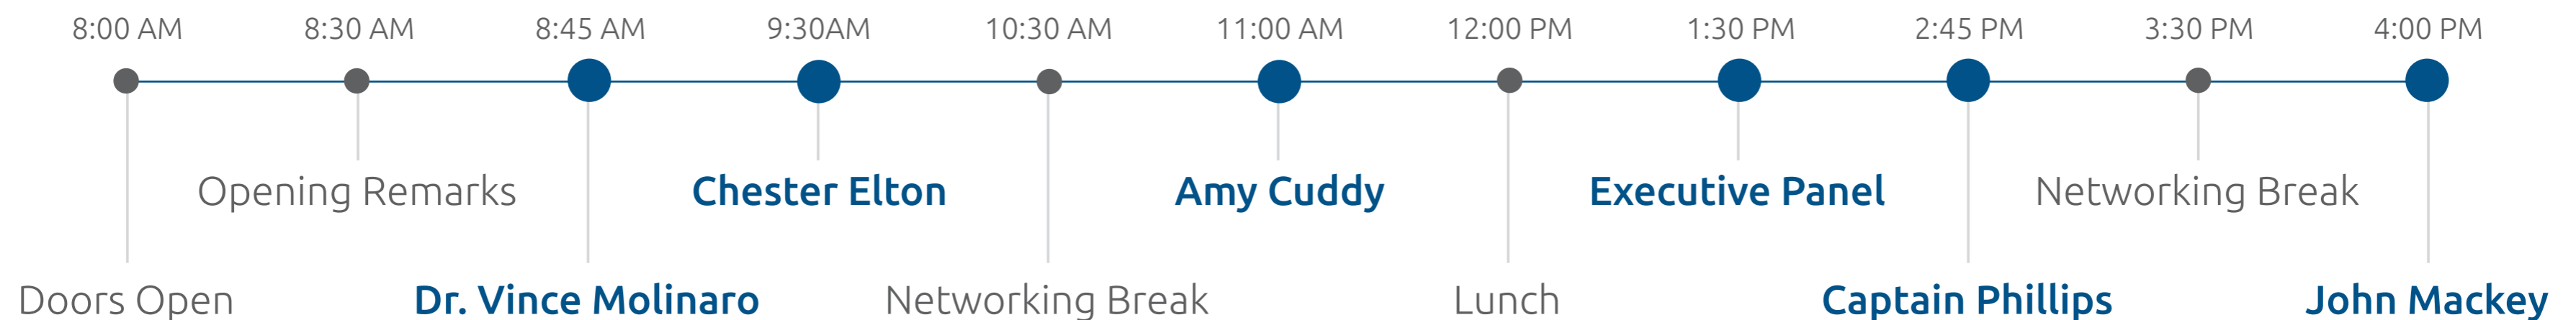 8:00 AM 8:30 AM 8:45 AM 9:30AM 10:30 AM 11:00 AM 12:00 PM 1:30 PM 2:45 PM 3:30 PM 4:00 PM
Opening Remarks Chester Elton Amy Cuddy Executive Panel Networking Break
Doors Open Dr. Vince Molinaro Networking Break Lunch Captain Phillips John Mackey